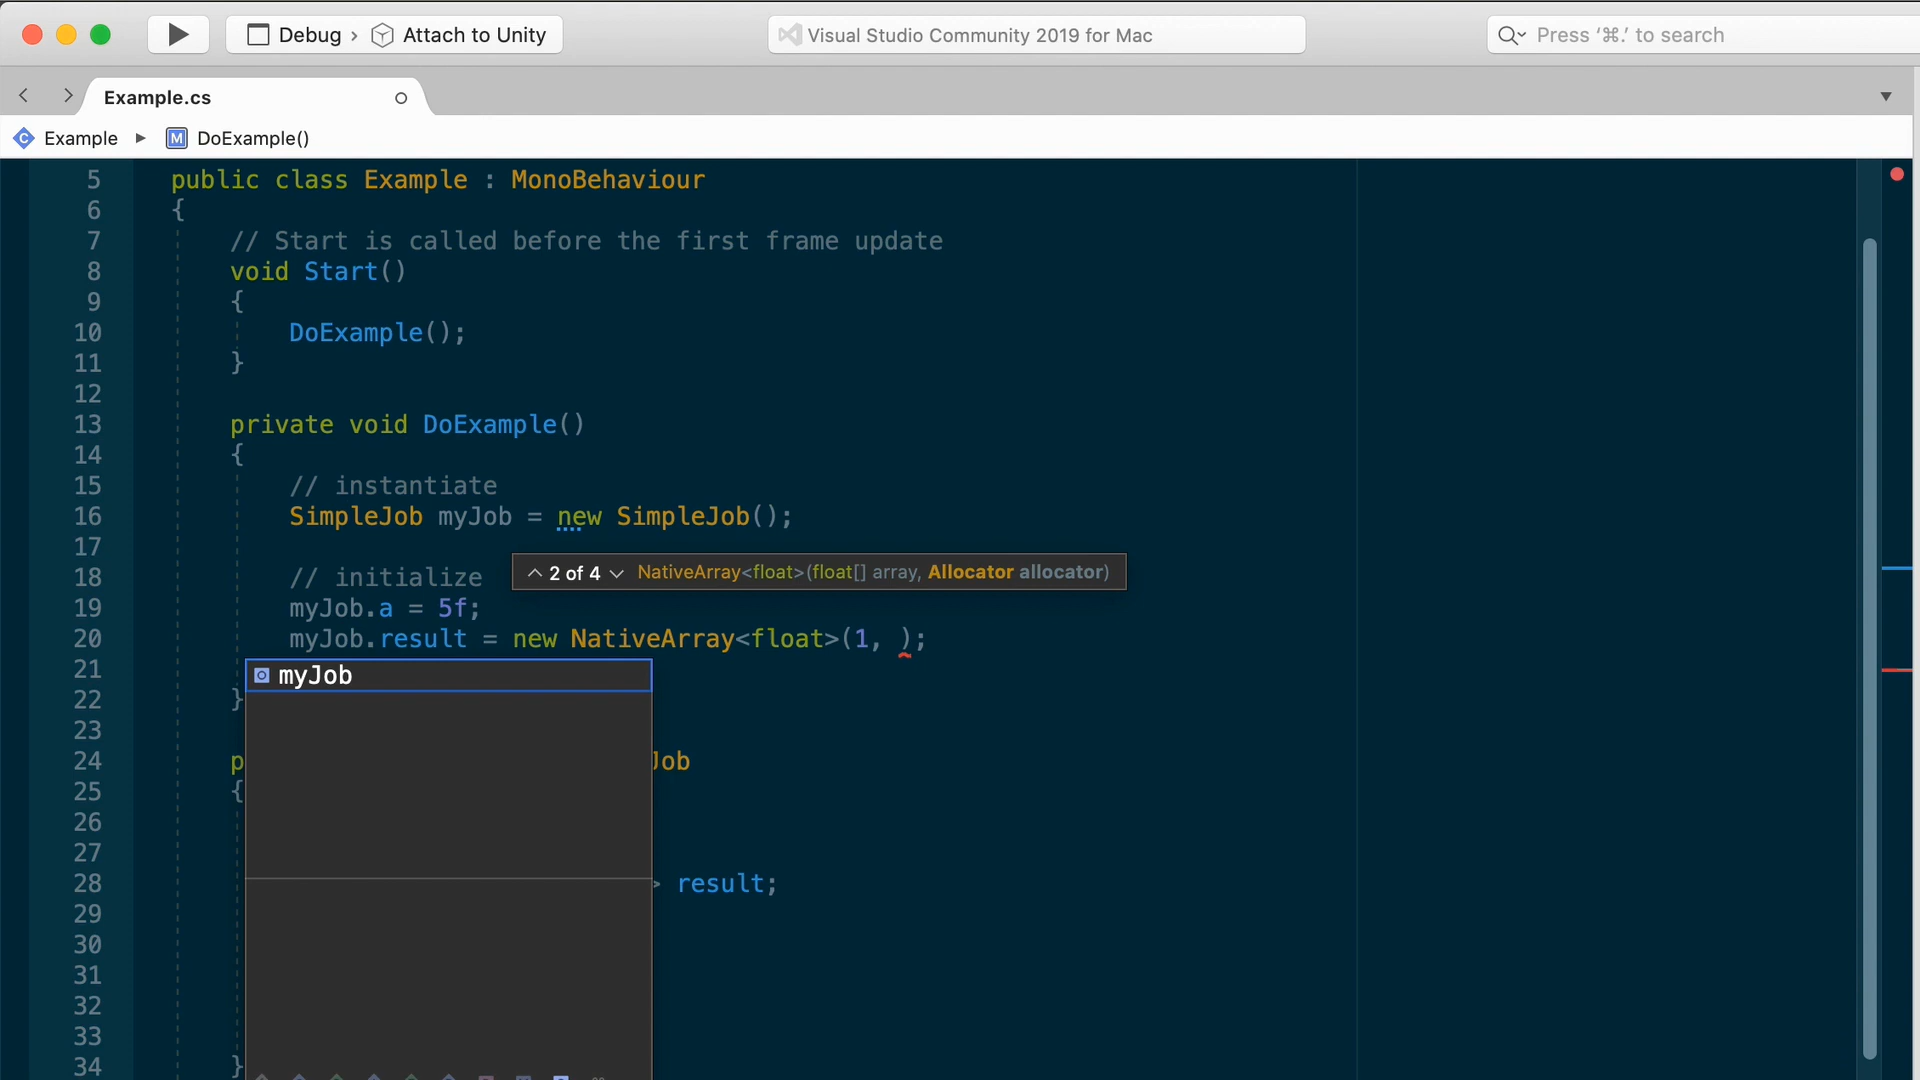 Debug › Attach to Unity
Visual Studio Community 2019 for Mac
Press ‘⌘.’ to search
Example.cs
Example ▸ M DoExample()
5 public class Example : MonoBehaviour
6 {
7 // Start is called before the first frame update
8 void Start()
9 {
10 DoExample();
11 }
12
13 private void DoExample()
14 {
15 // instantiate
16 SimpleJob myJob = new SimpleJob();
17
2 of 4 NativeArray<float>(float[] array, Allocator allocator)
18 // initialize
19 myJob.a = 5f;
20 myJob.result = new NativeArray<float>(1, );
21 myJob
22 }
23
24 p Job
25 {
26
27
28 > result;
29
30
31
32
33
34 }